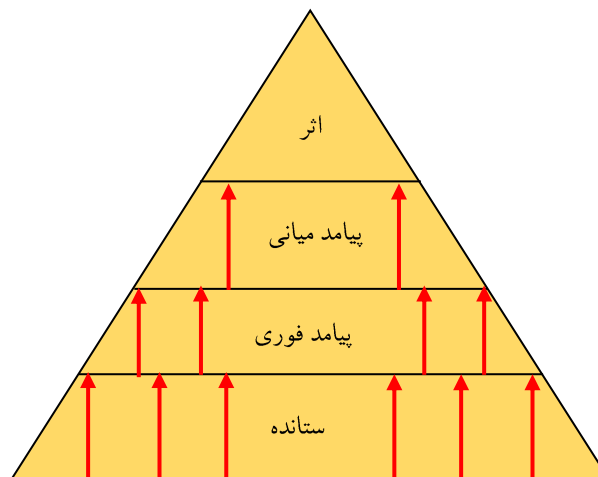 اثر
پیامد میانی
پیامد فوری
ستانده